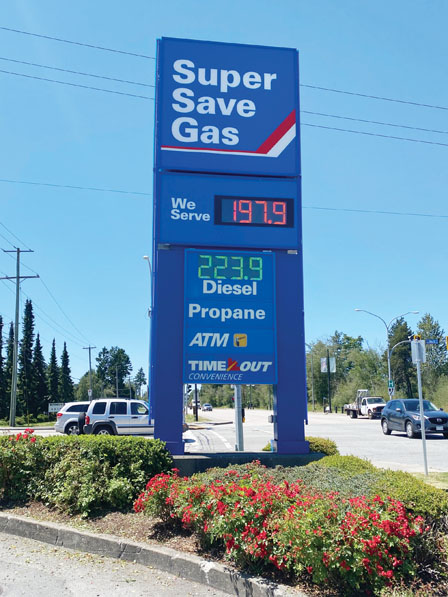 Super
Save
Gas
We
Serve
197.9
223.9
Diesel
Propane
ATM
TIME OUT
CONVENIENCE